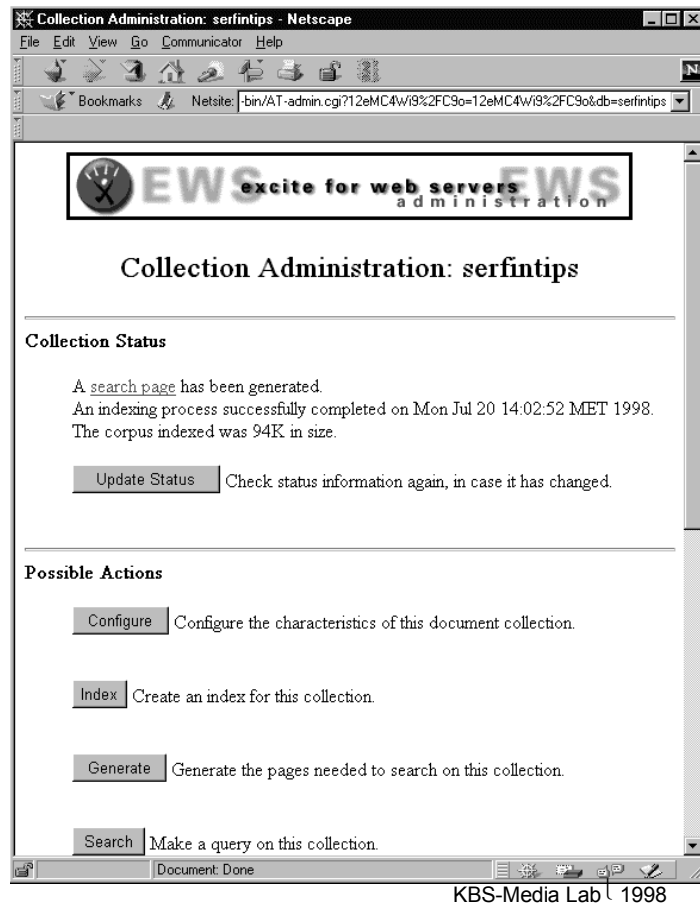 Collection Administration: serfintips - Netscape
File Edit View Go Communicator Help
Bookmarks Netsite: -bin/AT-admin.cgi?12eMC4Wi9%2FC9o=12eMC4Wi9%2FC9o&db=serfintips
N
EWS excite for web servers EWS
administration
Collection Administration: serfintips
Collection Status
A search page has been generated.
An indexing process successfully completed on Mon Jul 20 14:02:52 MET 1998.
The corpus indexed was 94K in size.
Update Status Check status information again, in case it has changed.
Possible Actions
Configure Configure the characteristics of this document collection.
Index Create an index for this collection.
Generate Generate the pages needed to search on this collection.
Search Make a query on this collection.
Document: Done
KBS-Media Lab 1998